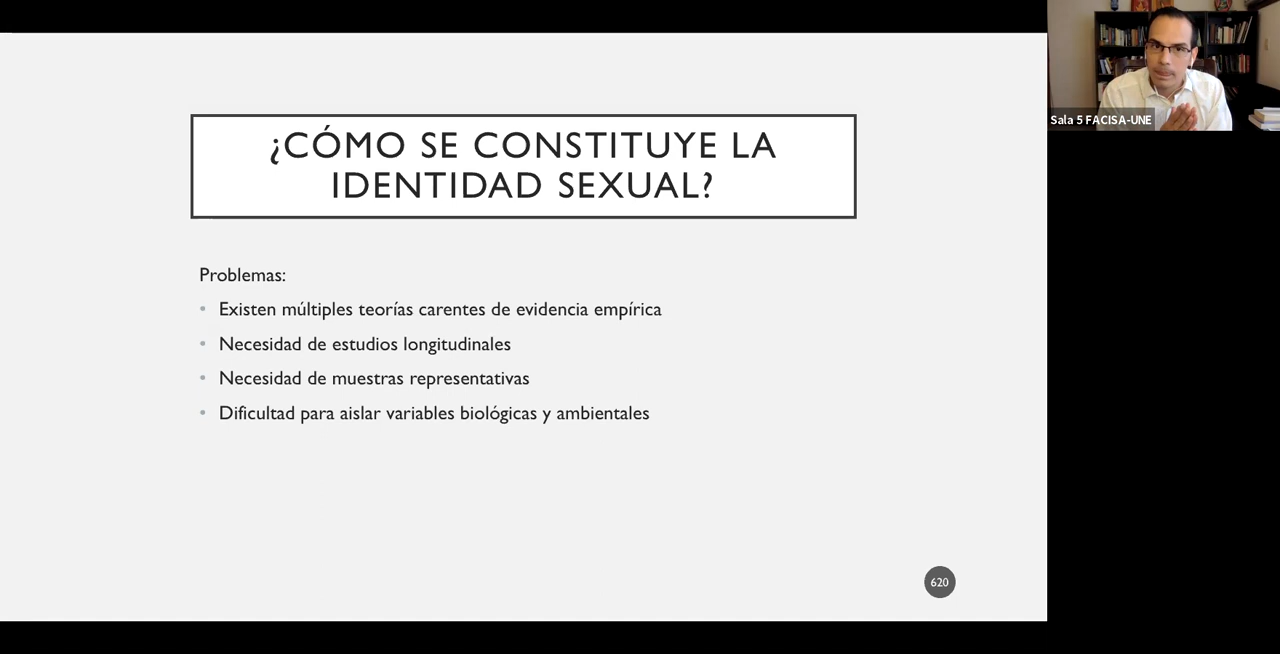 ¿CÓMO SE CONSTITUYE LA
IDENTIDAD SEXUAL?
Problemas:
• Existen múltiples teorías carentes de evidencia empírica
• Necesidad de estudios longitudinales
• Necesidad de muestras representativas
• Dificultad para aislar variables biológicas y ambientales
620
Sala 5 FACISA-UNE